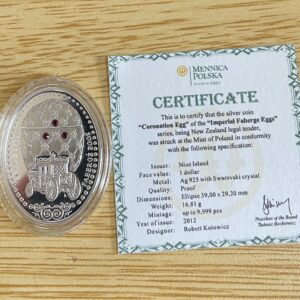 MENNICA
POLSKA
CERTIFICATE
This is to certify that the silver coin
"Coronation Egg" of the "Imperial Faberge Eggs"
series, being New Zealand legal tender,
was struck at the Mint of Poland in conformity
with the following specification:
Issuer: Niue Island
Face value: 1 dollar
Metal: Ag 925 with Swarovski crystal
Quality: Proof
Dimensions: Ellipse 39,00 x 29,20 mm
Weight: 16,81 g
Mintage: up to 9,999 pcs
Year of issue: 2012
Designer: Robert Kotowicz
President of the Board
Tadeusz Steckiewicz